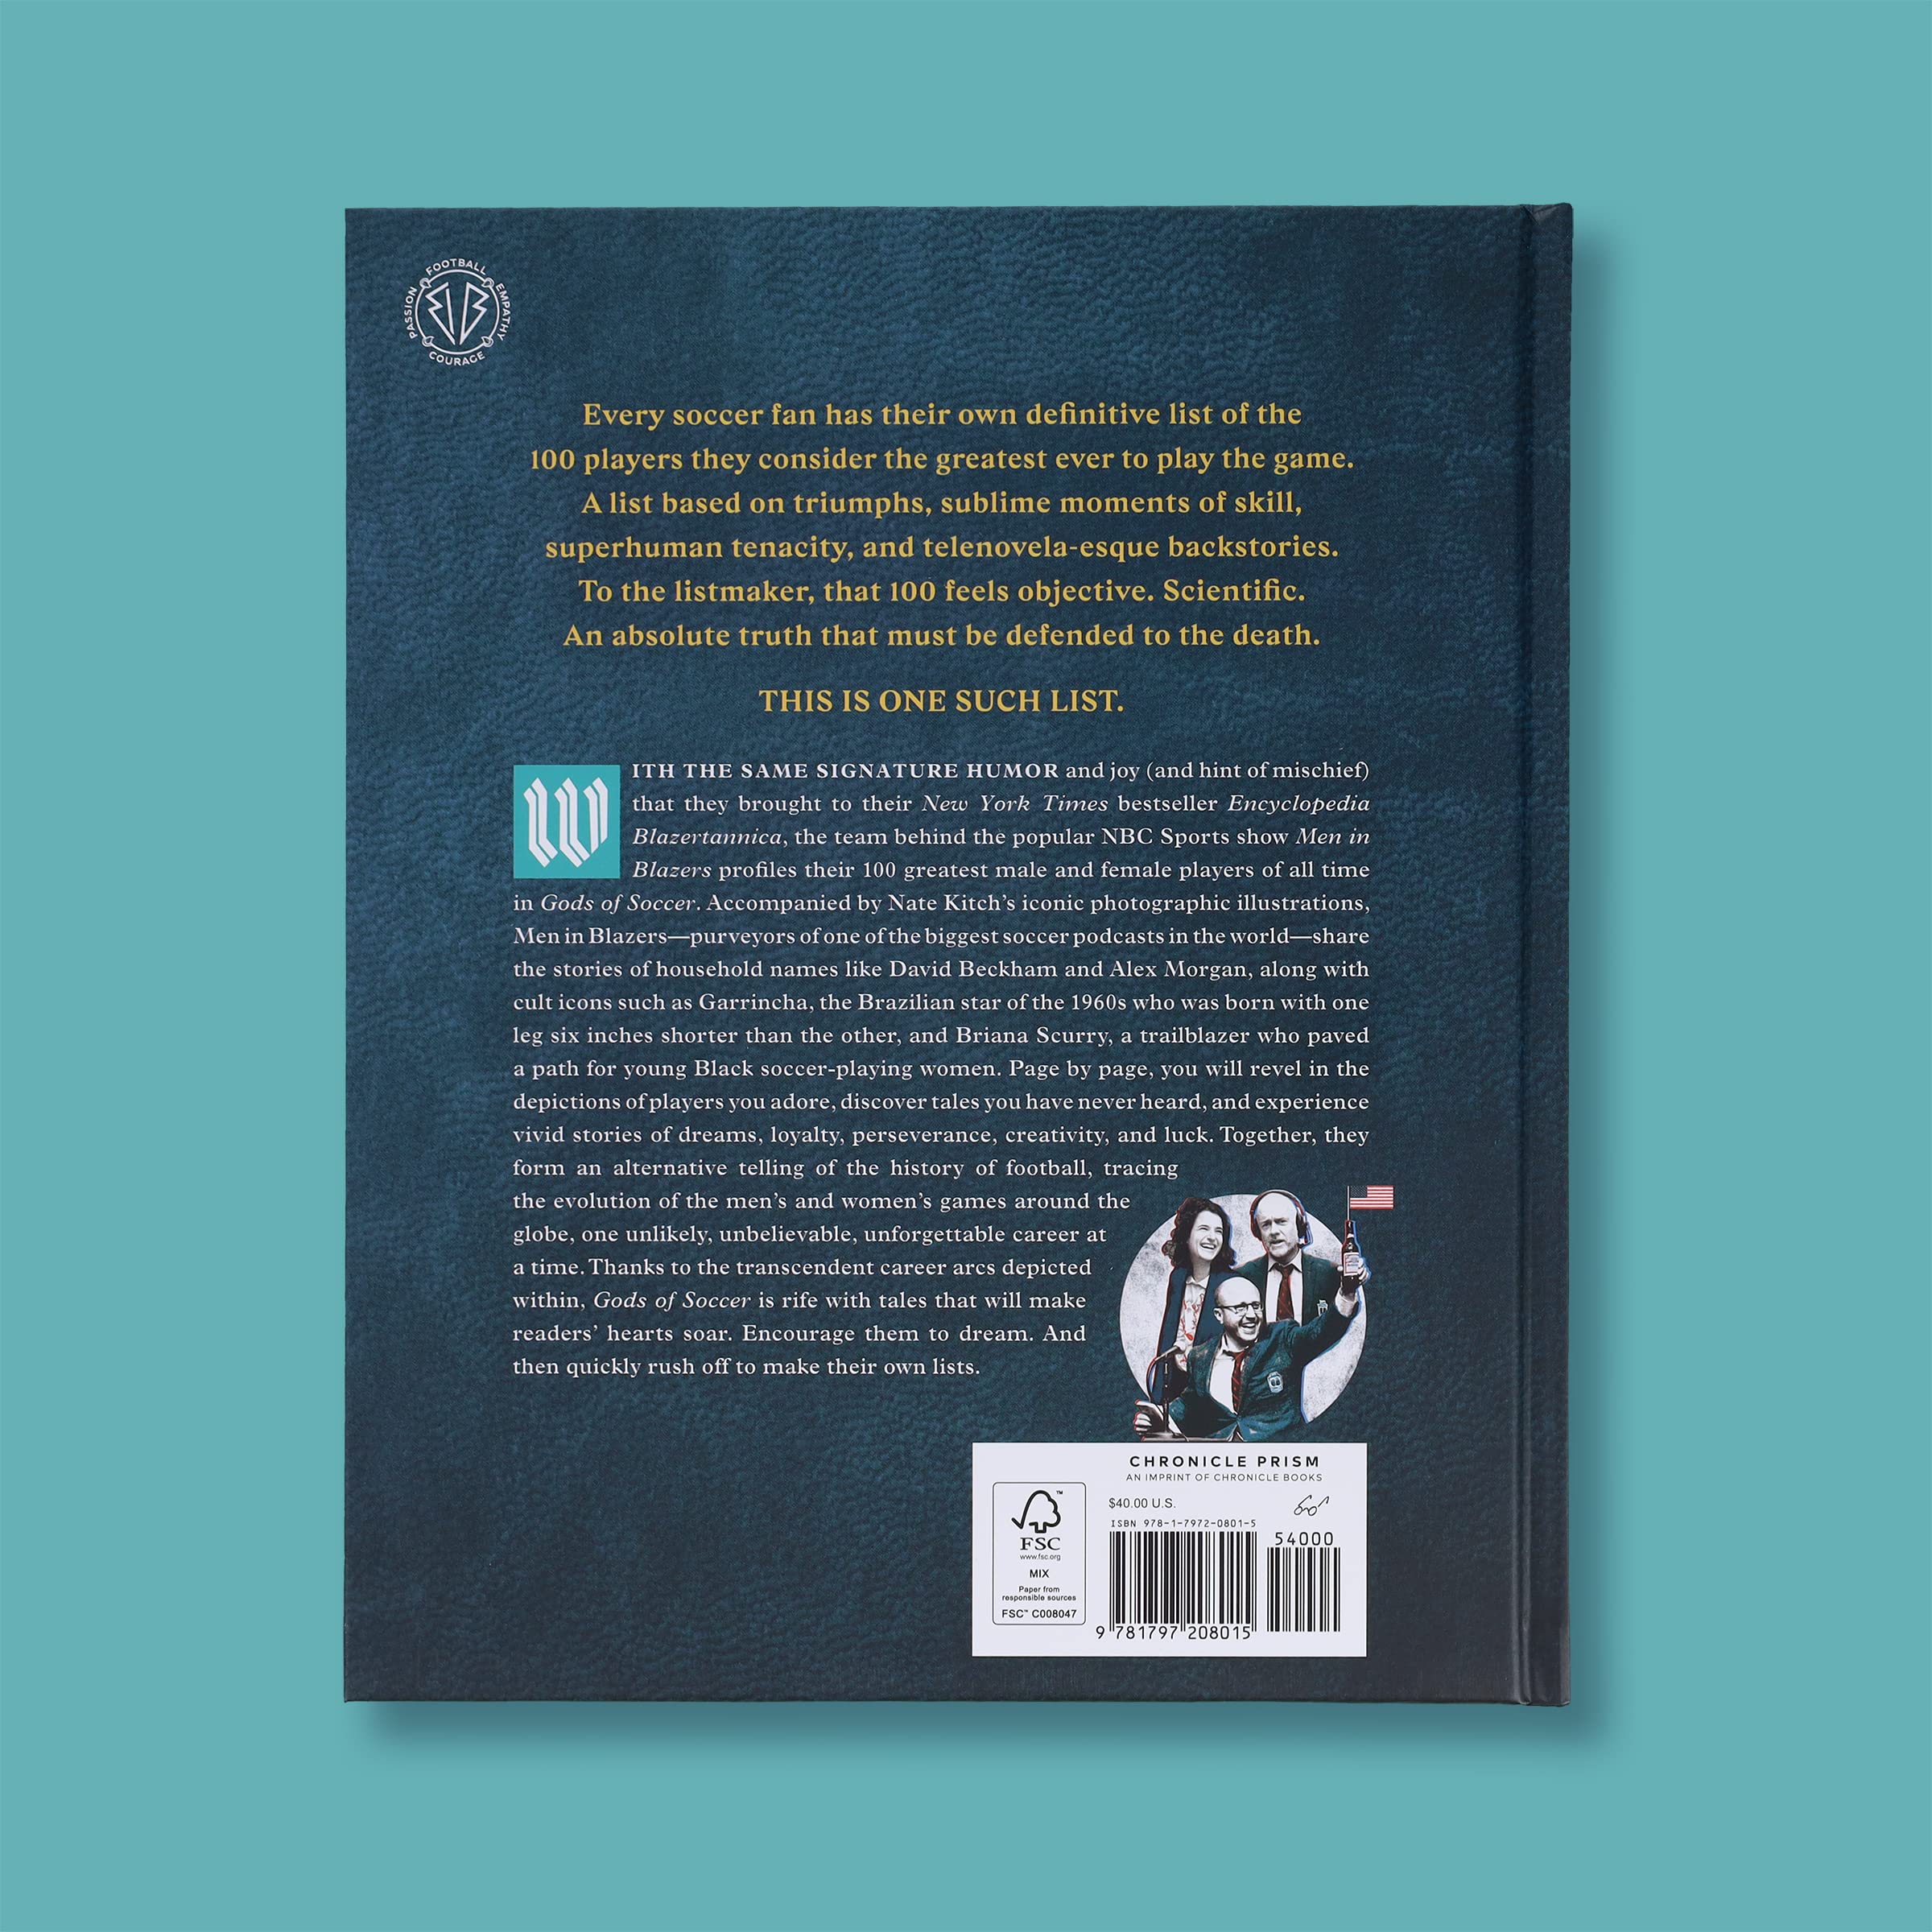 FOOTBALL
PASSION
EMPATHY
COURAGE
Every soccer fan has their own definitive list of the
100 players they consider the greatest ever to play the game.
A list based on triumphs, sublime moments of skill,
superhuman tenacity, and telenovela-esque backstories.
To the listmaker, that 100 feels objective. Scientific.
An absolute truth that must be defended to the death.
THIS IS ONE SUCH LIST.
WITH THE SAME SIGNATURE HUMOR and joy (and hint of mischief)
that they brought to their New York Times bestseller Encyclopedia
Blazertannica, the team behind the popular NBC Sports show Men in
Blazers profiles their 100 greatest male and female players of all time
in Gods of Soccer. Accompanied by Nate Kitch’s iconic photographic illustrations,
Men in Blazers—purveyors of one of the biggest soccer podcasts in the world—share
the stories of household names like David Beckham and Alex Morgan, along with
cult icons such as Garrincha, the Brazilian star of the 1960s who was born with one
leg six inches shorter than the other, and Briana Scurry, a trailblazer who paved
a path for young Black soccer-playing women. Page by page, you will revel in the
depictions of players you adore, discover tales you have never heard, and experience
vivid stories of dreams, loyalty, perseverance, creativity, and luck. Together, they
form an alternative telling of the history of football, tracing
the evolution of the men’s and women’s games around the
globe, one unlikely, unbelievable, unforgettable career at
a time. Thanks to the transcendent career arcs depicted
within, Gods of Soccer is rife with tales that will make
readers’ hearts soar. Encourage them to dream. And
then quickly rush off to make their own lists.
CHRONICLE PRISM
AN IMPRINT OF CHRONICLE BOOKS
$40.00 U.S.
ISBN 978-1-7972-0801-5
54000
9 781797 208015
™
FSC
www.fsc.org
MIX
Paper from
responsible sources
FSC™ C008047